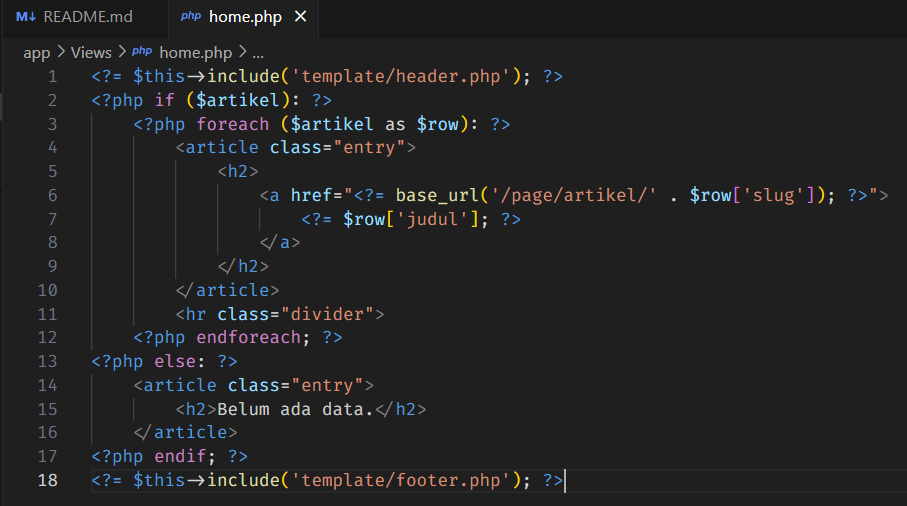 M↓ README.md php home.php ×
app > Views > php home.php > ...
1 <?= $this->include('template/header.php'); ?>
2 <?php if ($artikel): ?>
3 <?php foreach ($artikel as $row): ?>
4 <article class="entry">
5 <h2>
6 <a href="<?= base_url('/page/artikel/' . $row['slug']); ?>">
7 <?= $row['judul']; ?>
8 </a>
9 </h2>
10 </article>
11 <hr class="divider">
12 <?php endforeach; ?>
13 <?php else: ?>
14 <article class="entry">
15 <h2>Belum ada data.</h2>
16 </article>
17 <?php endif; ?>
18 <?= $this->include('template/footer.php'); ?>